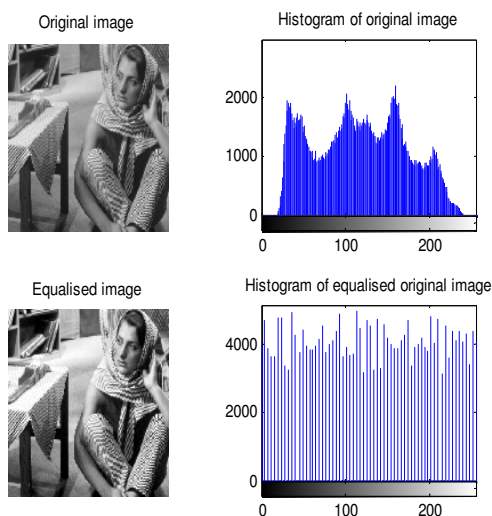 Original image
Histogram of original image
2000
1000
0
0 100 200
Equalised image
Histogram of equalised original image
4000
2000
0
0 100 200